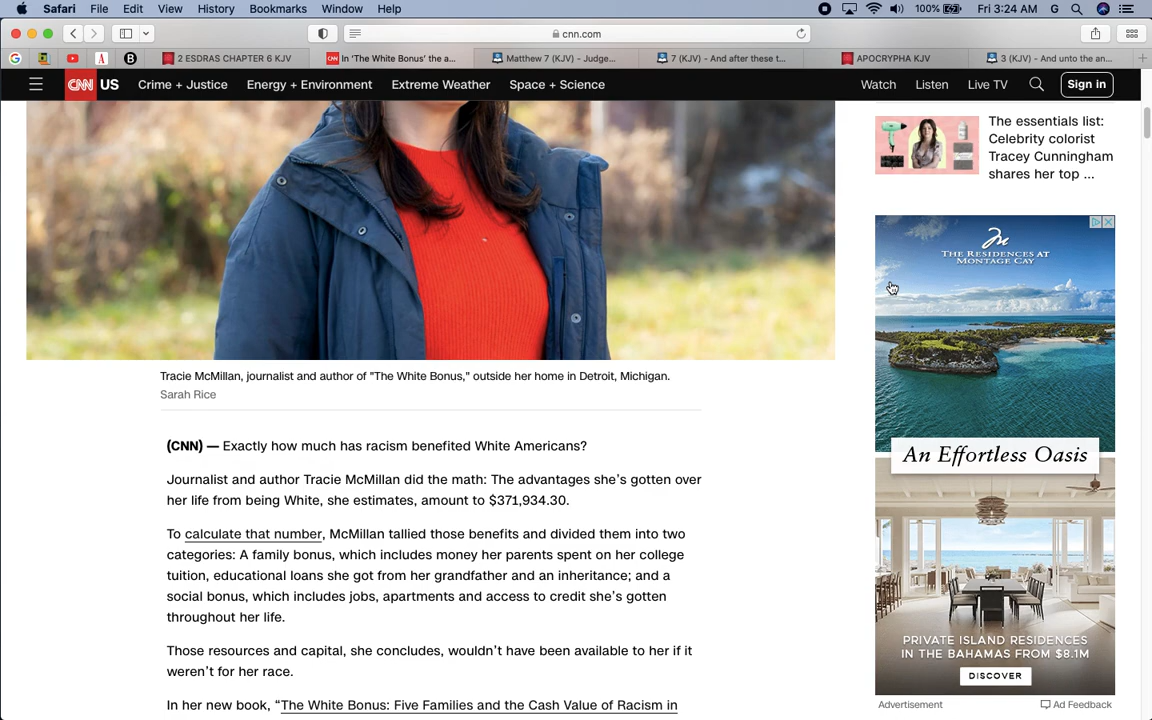 Safari File Edit View History Bookmarks Window Help 100% Fri 3:24 AM G
cnn.com
G A B 2 ESDRAS CHAPTER 6 KJV CNN In ‘The White Bonus’ the a... Matthew 7 (KJV) - Judge... 7 (KJV) - And after these t... APOCRYPHA KJV 3 (KJV) - And unto the an...
CNN US Crime + Justice Energy + Environment Extreme Weather Space + Science Watch Listen Live TV Sign in
Tracie McMillan, journalist and author of "The White Bonus," outside her home in Detroit, Michigan.
Sarah Rice
(CNN) — Exactly how much has racism benefited White Americans?
Journalist and author Tracie McMillan did the math: The advantages she’s gotten over
her life from being White, she estimates, amount to $371,934.30.
To calculate that number, McMillan tallied those benefits and divided them into two
categories: A family bonus, which includes money her parents spent on her college
tuition, educational loans she got from her grandfather and an inheritance; and a
social bonus, which includes jobs, apartments and access to credit she’s gotten
throughout her life.
Those resources and capital, she concludes, wouldn’t have been available to her if it
weren’t for her race.
In her new book, “The White Bonus: Five Families and the Cash Value of Racism in
The essentials list:
Celebrity colorist
Tracey Cunningham
shares her top ...
THE RESIDENCES AT
MONTAGE CAY
An Effortless Oasis
PRIVATE ISLAND RESIDENCES
IN THE BAHAMAS FROM $8.1M
DISCOVER
Advertisement Ad Feedback